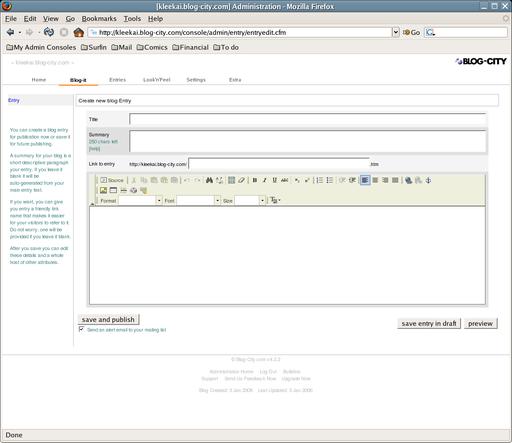 [kleekai.blog-city.com] Administration - Mozilla Firefox
File Edit View Go Bookmarks Tools Help
http://kleekai.blog-city.com/console/admin/entry/entryedit.cfm Go
My Admin Consoles Surfin Mail Comics Financial To do
~ kleekai.blog-city.com ~
BLOG-CITY
Home Blog-it Entries Look'n'Feel Settings Extra
Entry
Create new blog Entry
You can create a blog entry
for publication now or save it
for future publishing.
A summary for your blog is a
short descriptive paragraph
your entry. If you leave it
blank it will be
auto-generated from your
main entry text.
If you want, you can give
you entry a friendly link
name that makes it easier
for your visitors to refer to it.
Do not worry, one will be
provided if you leave it blank.
After you save you can edit
these details and a whole
host of other attributes.
Title
Summary
250 chars left
[help]
Link to entry http://kleekai.blog-city.com/ .htm
Source
B I U ABC
Format Font Size
save and publish
Send an alert email to your mailing list
save entry in draft preview
© Blog-City.com v4.2.2
Administration Home Log Out Bulletins
Support Send Us Feedback Now Upgrade Now
Blog Created: 3 Jan 2006 Last Updated: 3 Jan 2006
Done